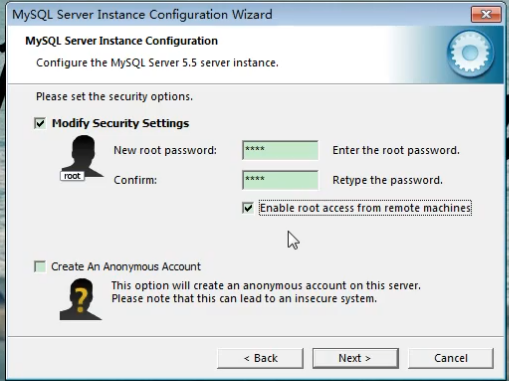 MySQL Server Instance Configuration Wizard
MySQL Server Instance Configuration
Configure the MySQL Server 5.5 server instance.
Please set the security options.
Modify Security Settings
New root password: **** Enter the root password.
root
Confirm: **** Retype the password.
Enable root access from remote machines
Create An Anonymous Account
This option will create an anonymous account on this server.
Please note that this can lead to an insecure system.
< Back Next > Cancel